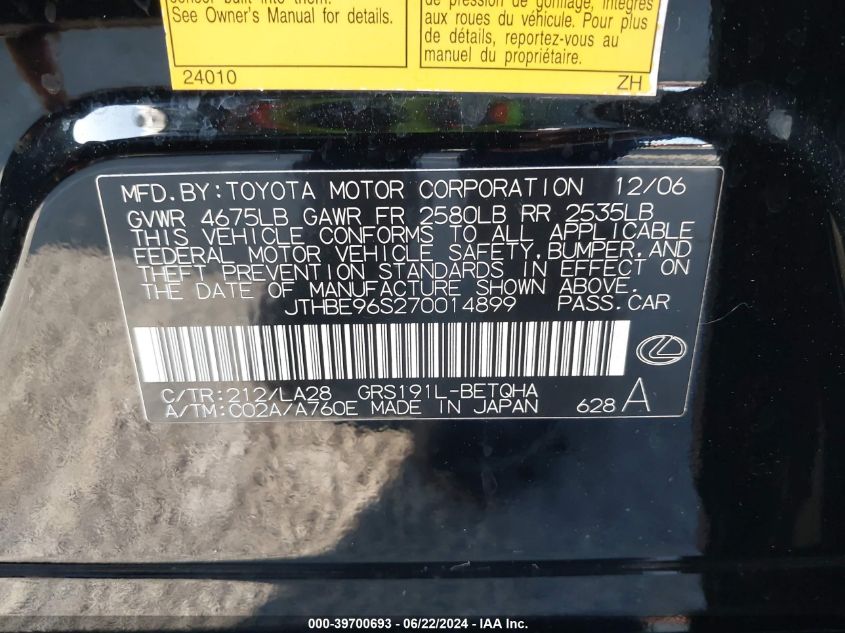 sensor built into them.
See Owner's Manual for details.
24010
de pression de gonflage, intégrés
aux roues du véhicule. Pour plus
de détails, reportez-vous au
manuel du propriétaire.
ZH
MFD.BY:TOYOTA MOTOR CORPORATION 12/06
GVWR 4675LB GAWR FR 2580LB RR 2535LB
THIS VEHICLE CONFORMS TO ALL APPLICABLE
FEDERAL MOTOR VEHICLE SAFETY,BUMPER,AND
THEFT PREVENTION STANDARDS IN EFFECT ON
THE DATE OF MANUFACTURE SHOWN ABOVE.
JTHBE96S270014899 PASS.CAR
C/TR:212/LA28 GRS191L-BETQHA
A/TM:C02A/A760E MADE IN JAPAN 628 A
000-39700693 - 06/22/2024 - IAA Inc.